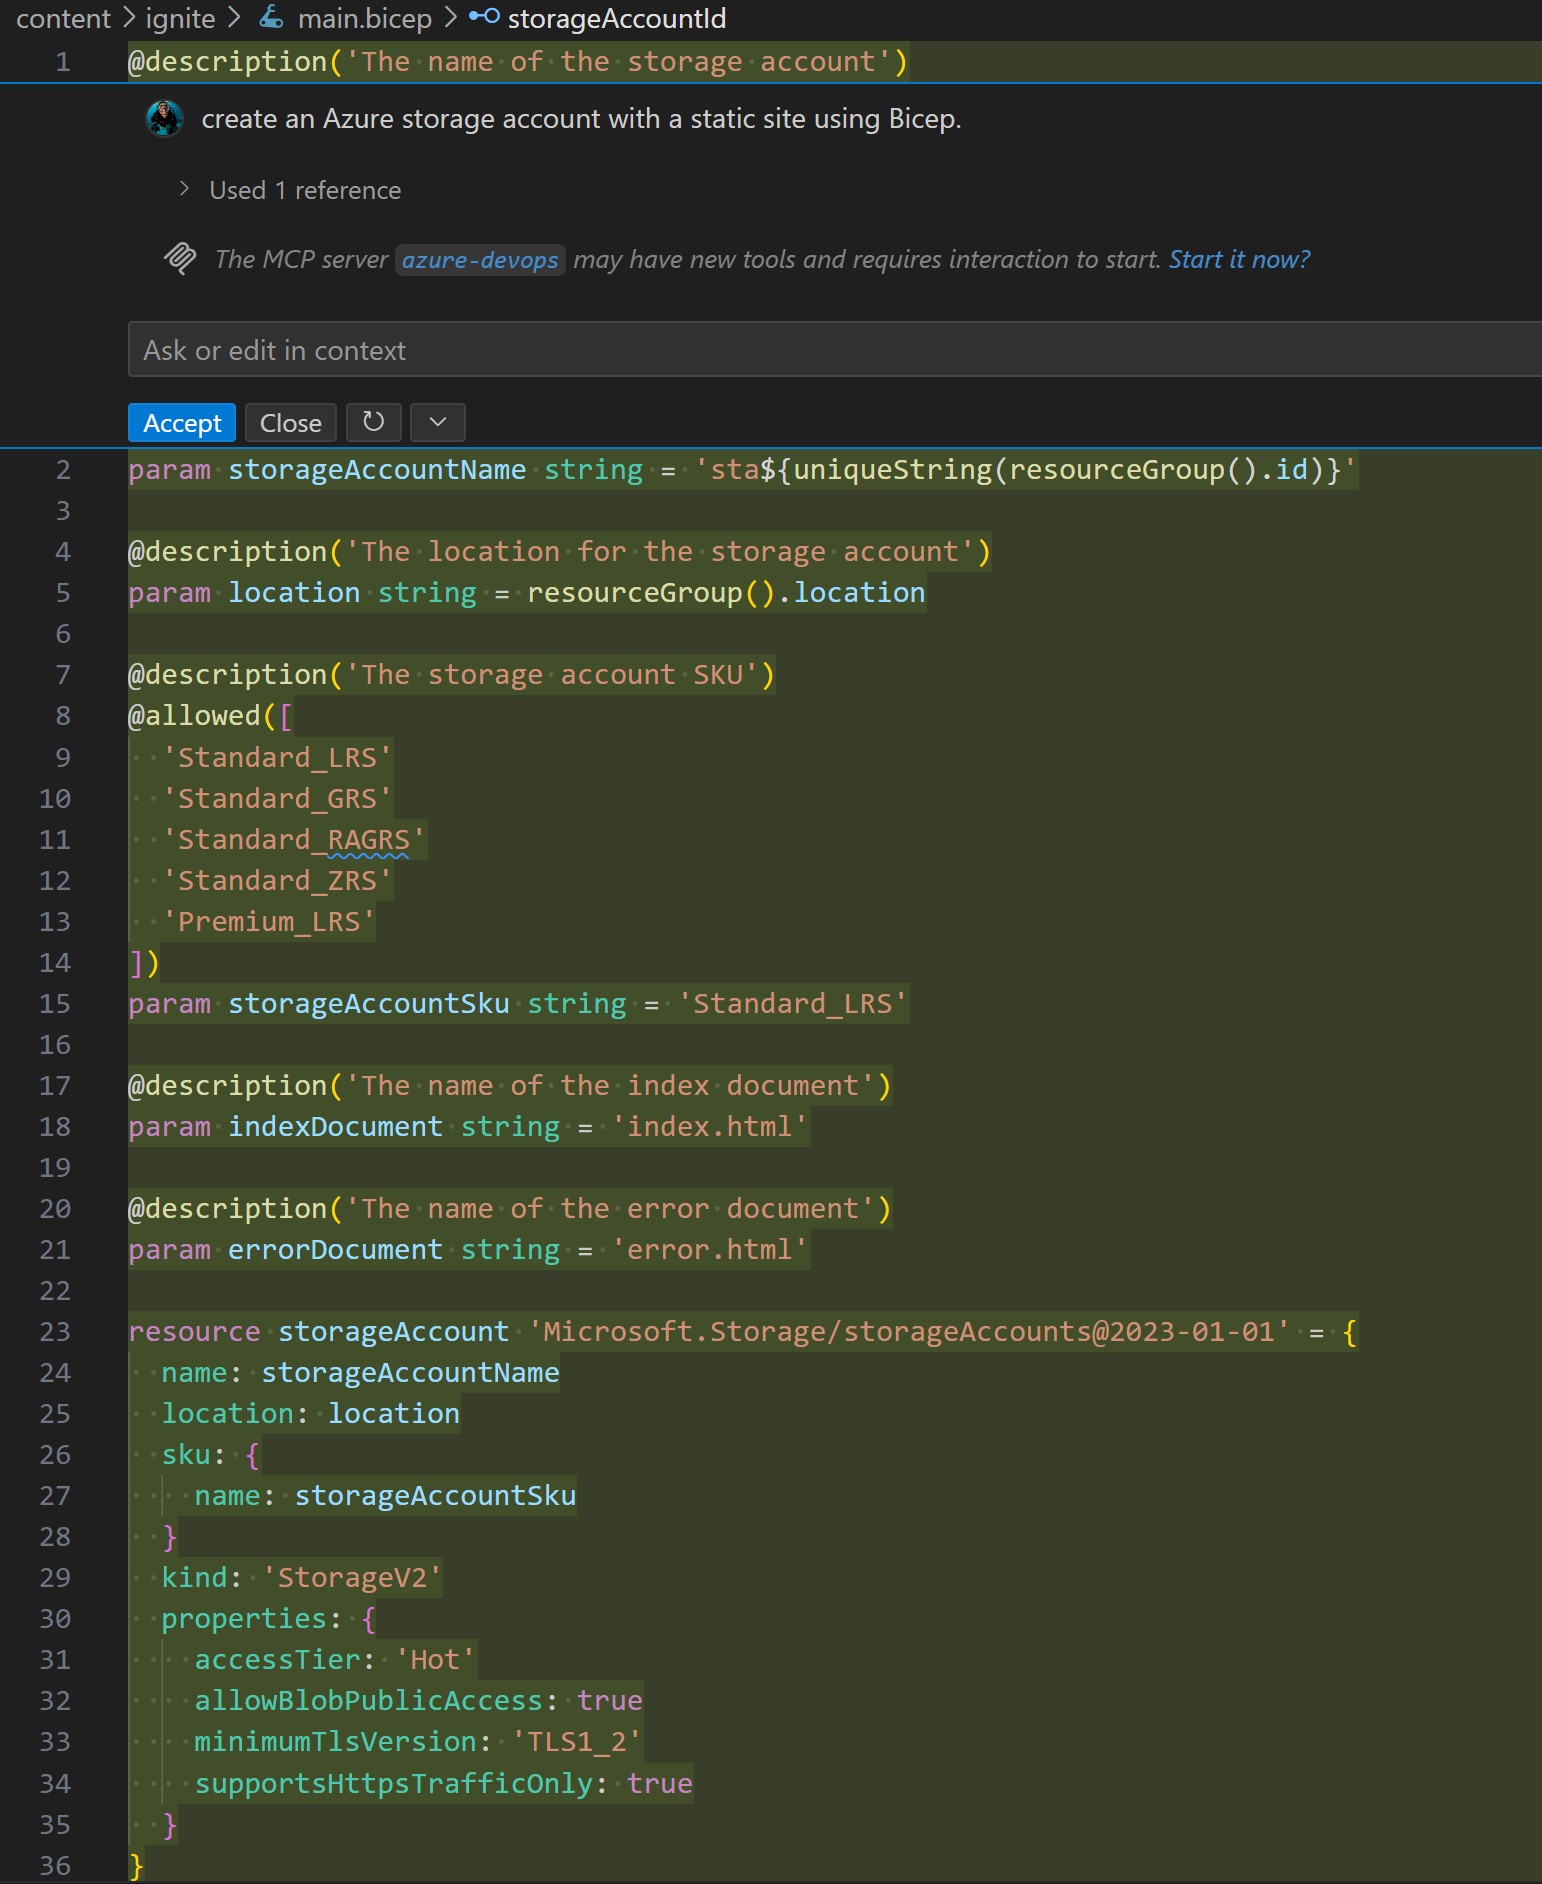 content > ignite > main.bicep > storageAccountId
1 @description('The name of the storage account')
create an Azure storage account with a static site using Bicep.
> Used 1 reference
The MCP server azure-devops may have new tools and requires interaction to start. Start it now?
Ask or edit in context
Accept Close
2 param storageAccountName string = 'sta${uniqueString(resourceGroup().id)}'
3
4 @description('The location for the storage account')
5 param location string = resourceGroup().location
6
7 @description('The storage account SKU')
8 @allowed([
9 'Standard_LRS'
10 'Standard_GRS'
11 'Standard_RAGRS'
12 'Standard_ZRS'
13 'Premium_LRS'
14 ])
15 param storageAccountSku string = 'Standard_LRS'
16
17 @description('The name of the index document')
18 param indexDocument string = 'index.html'
19
20 @description('The name of the error document')
21 param errorDocument string = 'error.html'
22
23 resource storageAccount 'Microsoft.Storage/storageAccounts@2023-01-01' = {
24 name: storageAccountName
25 location: location
26 sku: {
27 name: storageAccountSku
28 }
29 kind: 'StorageV2'
30 properties: {
31 accessTier: 'Hot'
32 allowBlobPublicAccess: true
33 minimumTlsVersion: 'TLS1_2'
34 supportsHttpsTrafficOnly: true
35 }
36 }